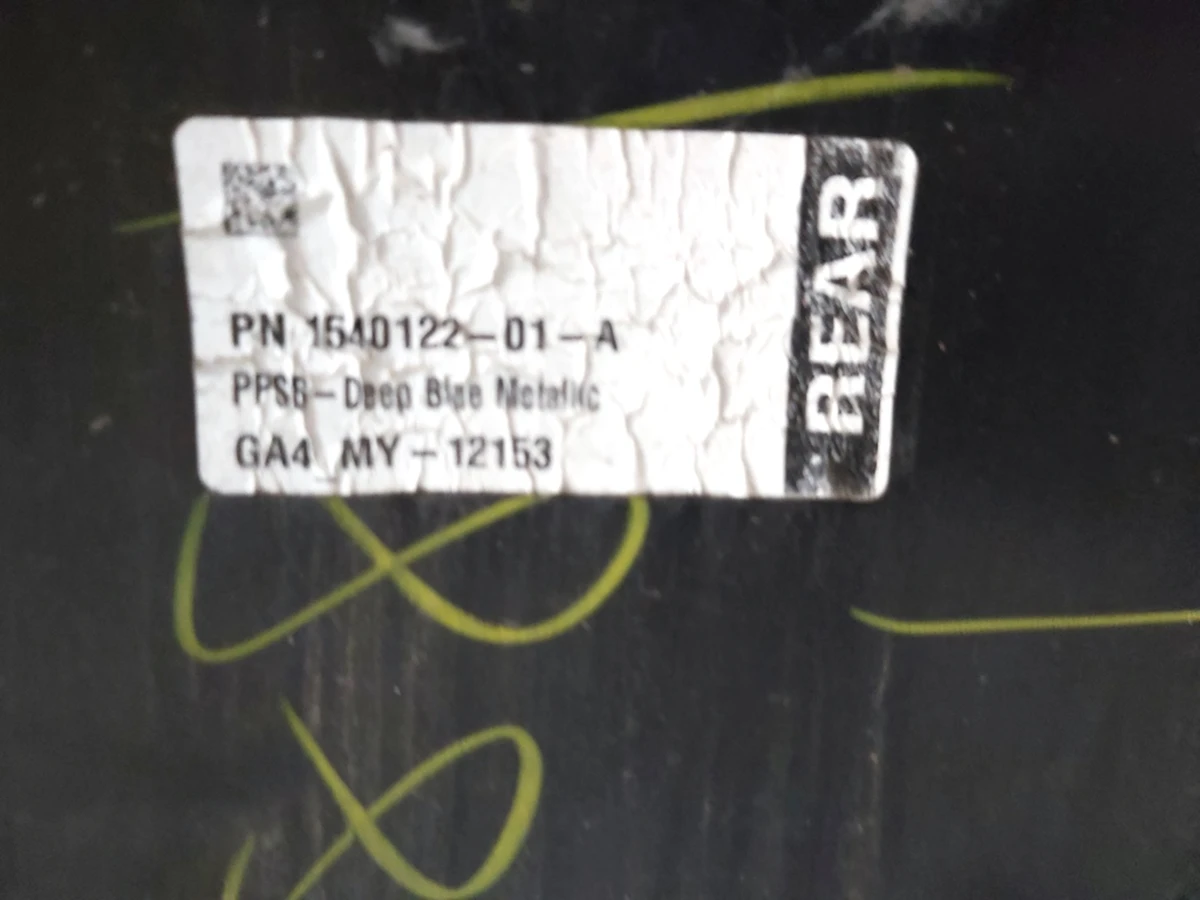 PN 1540122-01-A
PPSB-Deep Blue Metallic
GA4 MY-12153
REAR